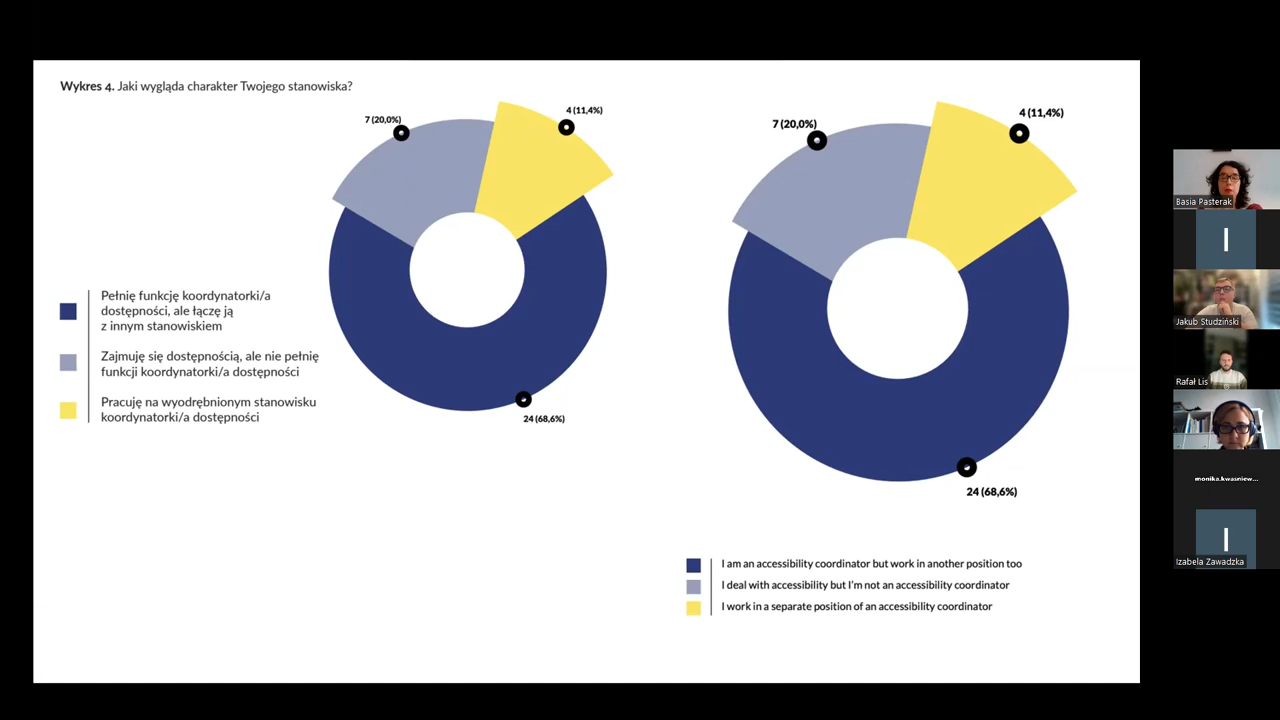 Wykres 4. Jaki wygląda charakter Twojego stanowiska?
7 (20,0%)
4 (11,4%)
24 (68,6%)
Pełnię funkcję koordynatorki/a
dostępności, ale łączę ją
z innym stanowiskiem
Zajmuję się dostępnością, ale nie pełnię
funkcji koordynatorki/a dostępności
Pracuję na wyodrębnionym stanowisku
koordynatorki/a dostępności
7 (20,0%)
4 (11,4%)
24 (68,6%)
I am an accessibility coordinator but work in another position too
I deal with accessibility but I'm not an accessibility coordinator
I work in a separate position of an accessibility coordinator
Basia Pasterak
I
Jakub Studziński
Rafał Lis
monika.kwasniew...
I
Izabela Zawadzka